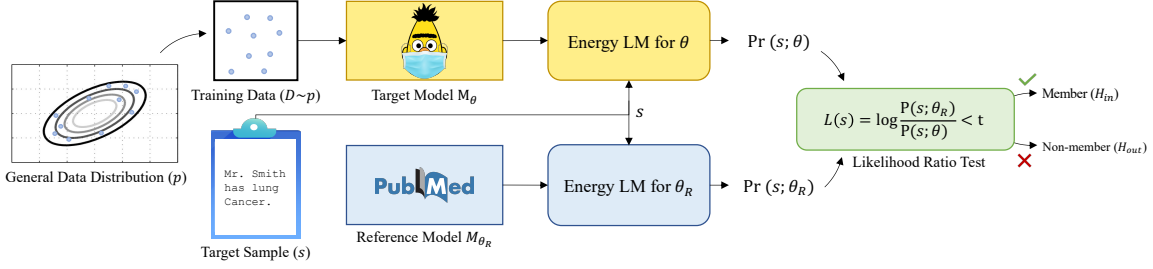 General Data Distribution (p)
Training Data (D~p)
Target Model M_θ
Energy LM for θ
Pr (s; θ)
s
Mr. Smith
has lung
Cancer.
Target Sample (s)
PubMed
Reference Model M_{θ_R}
Energy LM for θ_R
Pr (s; θ_R)
L(s) = log P(s; θ_R) / P(s; θ) < t
Likelihood Ratio Test
Member (H_in)
Non-member (H_out)